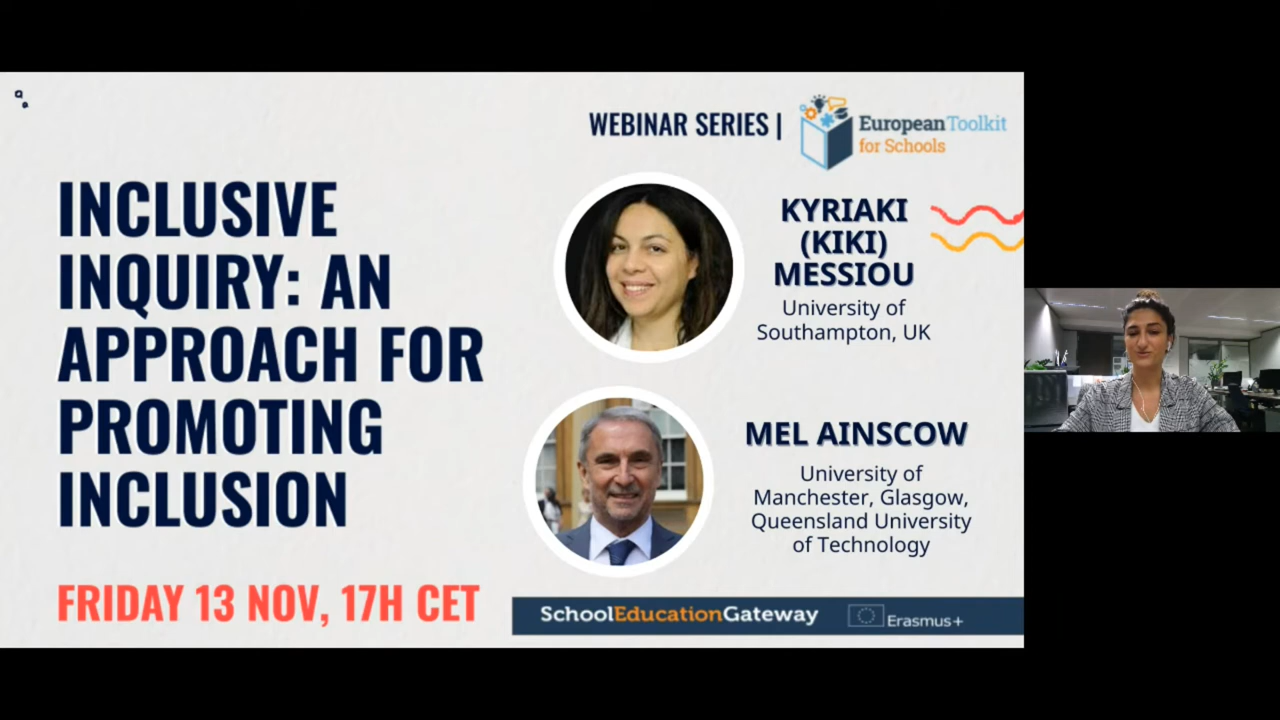 WEBINAR SERIES |
European Toolkit
for Schools
INCLUSIVE
INQUIRY: AN
APPROACH FOR
PROMOTING
INCLUSION
FRIDAY 13 NOV, 17H CET
KYRIAKI
(KIKI)
MESSIOU
University of
Southampton, UK
MEL AINSCOW
University of
Manchester, Glasgow,
Queensland University
of Technology
SchoolEducationGateway
Erasmus+